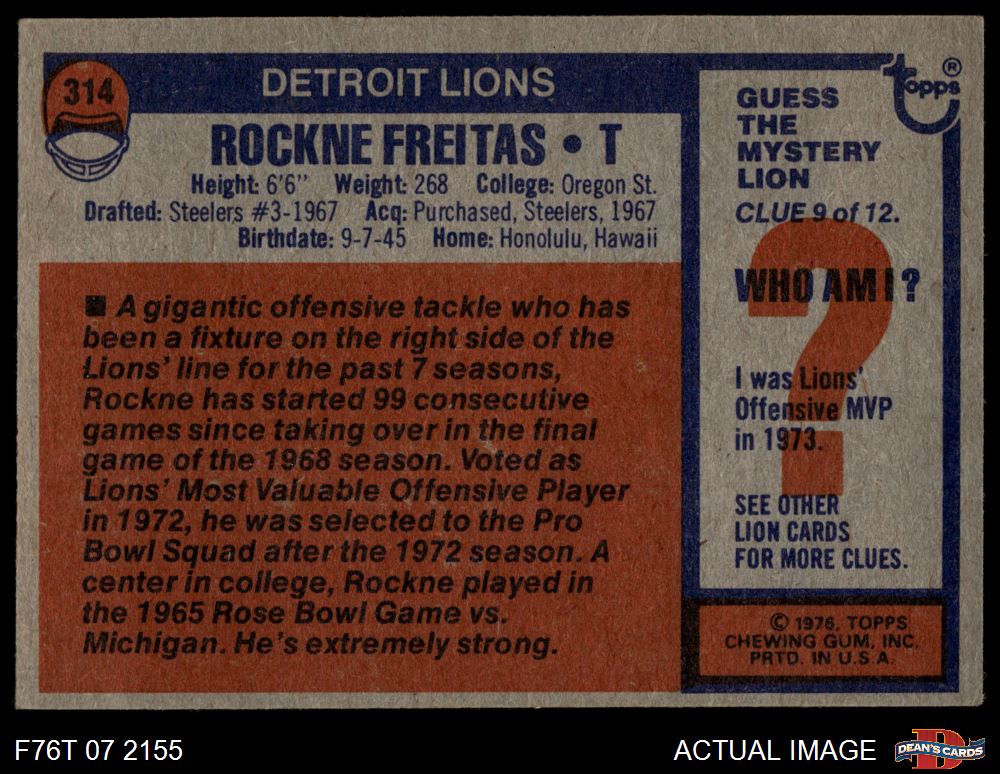 314
DETROIT LIONS
ROCKNE FREITAS • T
Height: 6'6" Weight: 268 College: Oregon St.
Drafted: Steelers #3-1967 Acq: Purchased, Steelers, 1967
Birthdate: 9-7-45 Home: Honolulu, Hawaii
■ A gigantic offensive tackle who has
been a fixture on the right side of the
Lions' line for the past 7 seasons,
Rockne has started 99 consecutive
games since taking over in the final
game of the 1968 season. Voted as
Lions' Most Valuable Offensive Player
in 1972, he was selected to the Pro
Bowl Squad after the 1972 season. A
center in college, Rockne played in
the 1965 Rose Bowl Game vs.
Michigan. He's extremely strong.
topps®
GUESS
THE
MYSTERY
LION
CLUE 9 of 12.
?
WHO AM I?
I was Lions'
Offensive MVP
in 1973.
SEE OTHER
LION CARDS
FOR MORE CLUES.
© 1976, TOPPS
CHEWING GUM, INC.
PRTD. IN U.S.A.
F76T 07 2155
ACTUAL IMAGE
D
DEAN'S CARDS